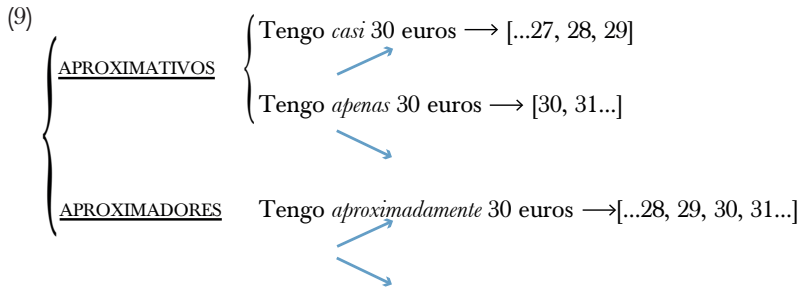 (9)
Tengo casi 30 euros ⟶ [...27, 28, 29]
APROXIMATIVOS
Tengo apenas 30 euros ⟶ [30, 31...]
APROXIMADORES Tengo aproximadamente 30 euros ⟶[...28, 29, 30, 31...]